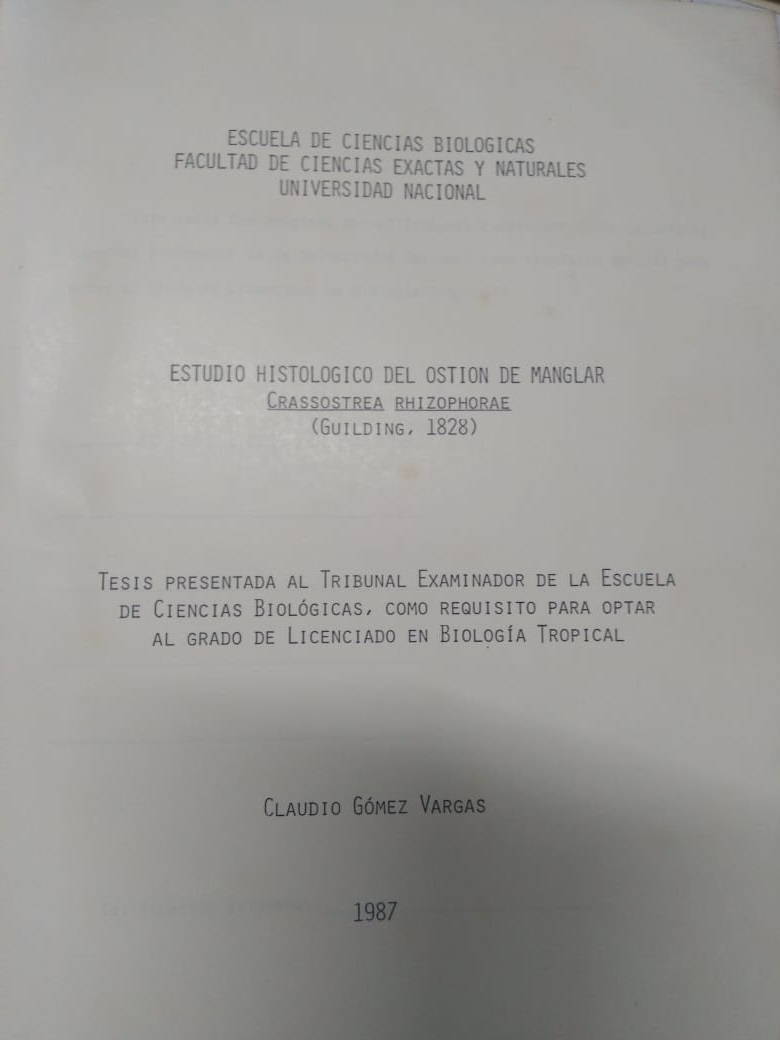 ESCUELA DE CIENCIAS BIOLOGICAS
FACULTAD DE CIENCIAS EXACTAS Y NATURALES
UNIVERSIDAD NACIONAL
ESTUDIO HISTOLOGICO DEL OSTION DE MANGLAR
CRASSOSTREA RHIZOPHORAE
(GUILDING, 1828)
TESIS PRESENTADA AL TRIBUNAL EXAMINADOR DE LA ESCUELA
DE CIENCIAS BIOLÓGICAS, COMO REQUISITO PARA OPTAR
AL GRADO DE LICENCIADO EN BIOLOGÍA TROPICAL
CLAUDIO GÓMEZ VARGAS
1987